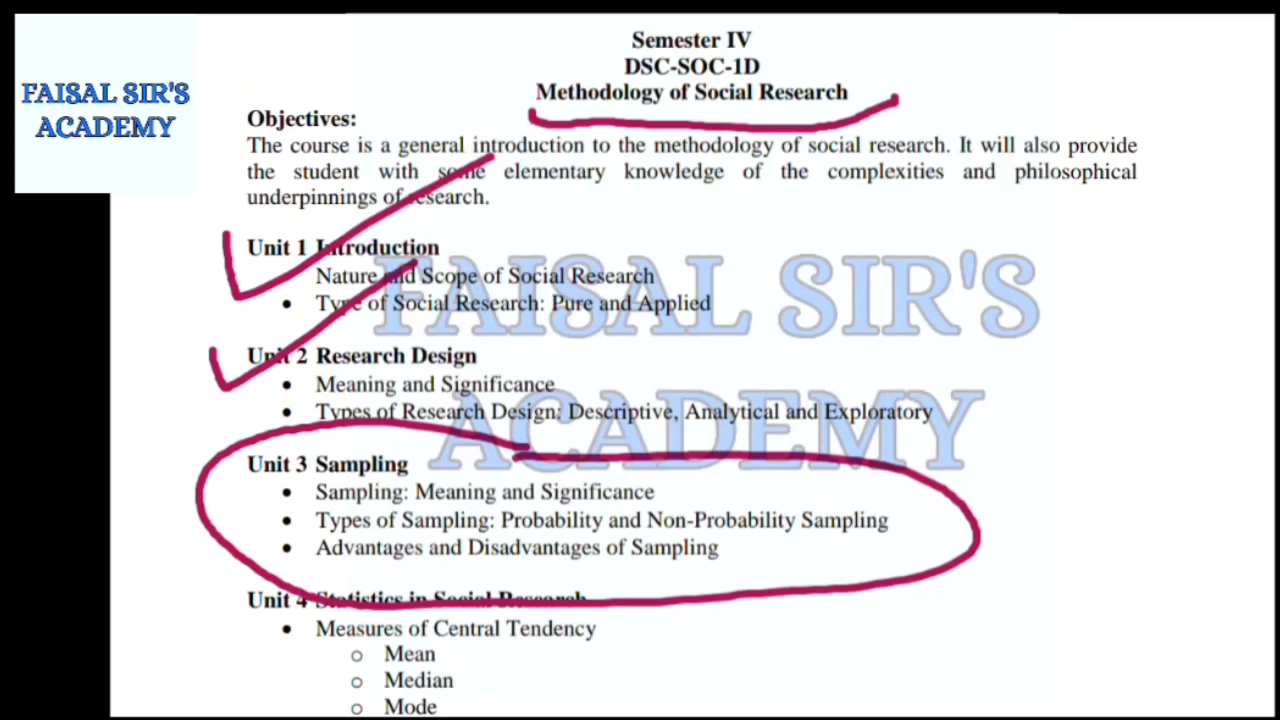 FAISAL SIR'S
ACADEMY
Semester IV
DSC-SOC-1D
Methodology of Social Research
Objectives:
The course is a general introduction to the methodology of social research. It will also provide
the student with some elementary knowledge of the complexities and philosophical
underpinnings of research.
Unit 1 Introduction
Nature and Scope of Social Research
• Type of Social Research: Pure and Applied
Unit 2 Research Design
• Meaning and Significance
• Types of Research Design: Descriptive, Analytical and Exploratory
Unit 3 Sampling
• Sampling: Meaning and Significance
• Types of Sampling: Probability and Non-Probability Sampling
• Advantages and Disadvantages of Sampling
Unit 4 Statistics in Social Research
• Measures of Central Tendency
o Mean
o Median
o Mode
FAISAL SIR'S
ACADEMY